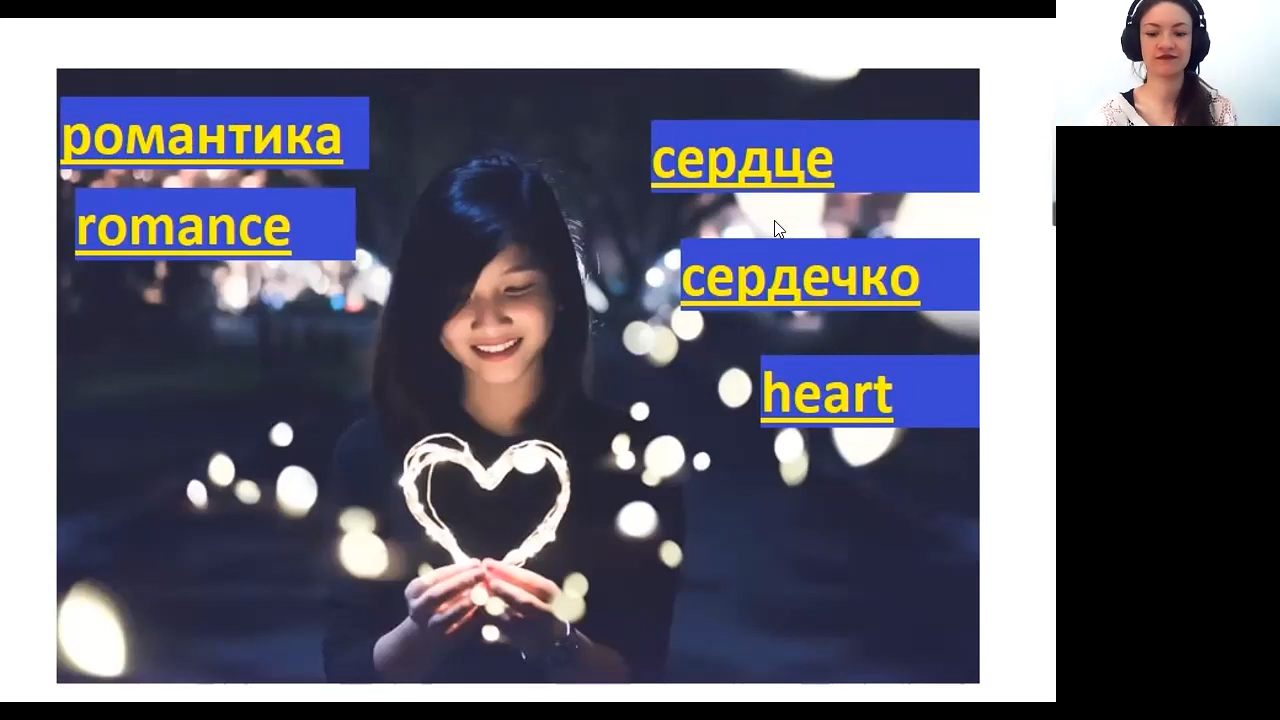 романтика
romance
сердце
сердечко
heart